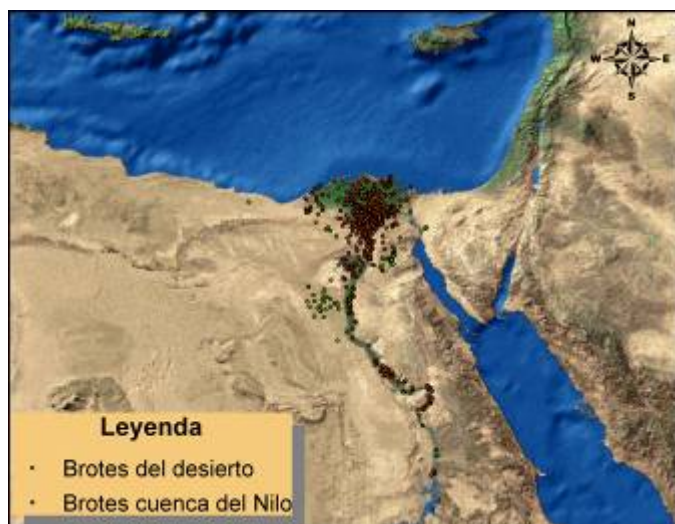 N
W E
S
Leyenda
Brotes del desierto
Brotes cuenca del Nilo